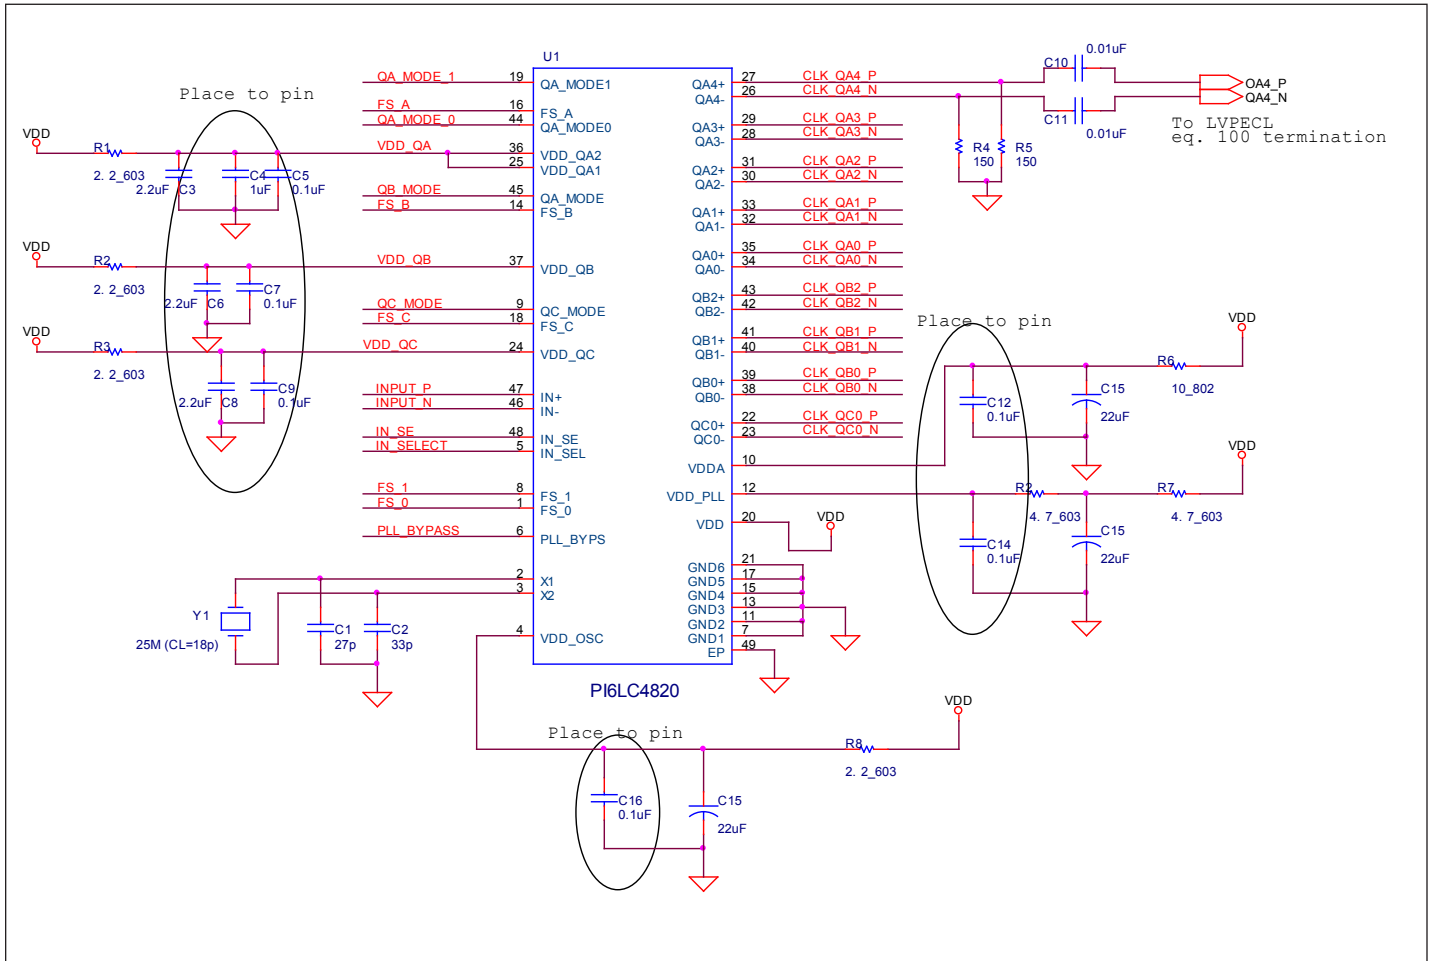 U1
QA_MODE_1 19 QA_MODE1
FS_A 16 FS_A
QA_MODE_0 44 QA_MODE0
Place to pin
VDD
R1
2. 2_603
VDD_QA 36 VDD_QA2
25 VDD_QA1
2.2uF C3
C4
1uF
C5
0.1uF
QB_MODE 45 QA_MODE
FS_B 14 FS_B
VDD
R2
2. 2_603
VDD_QB 37 VDD_QB
2.2uF C6
C7
0.1uF
QC_MODE 9 QC_MODE
FS_C 18 FS_C
VDD
R3
2. 2_603
VDD_QC 24 VDD_QC
2.2uF C8
C9
0.1uF
INPUT_P 47 IN+
INPUT_N 46 IN-
IN_SE 48 IN_SE
IN_SELECT 5 IN_SEL
FS_1 8 FS_1
FS_0 1 FS_0
PLL_BYPASS 6 PLL_BYPS
2 X1
3 X2
Y1
25M (CL=18p)
C1
27p
C2
33p
4 VDD_OSC
QA4+ 27 CLK_QA4_P
QA4- 26 CLK_QA4_N
QA3+ 29 CLK_QA3_P
QA3- 28 CLK_QA3_N
QA2+ 31 CLK_QA2_P
QA2- 30 CLK_QA2_N
QA1+ 33 CLK_QA1_P
QA1- 32 CLK_QA1_N
QA0+ 35 CLK_QA0_P
QA0- 34 CLK_QA0_N
QB2+ 43 CLK_QB2_P
QB2- 42 CLK_QB2_N
QB1+ 41 CLK_QB1_P
QB1- 40 CLK_QB1_N
QB0+ 39 CLK_QB0_P
QB0- 38 CLK_QB0_N
QC0+ 22 CLK_QC0_P
QC0- 23 CLK_QC0_N
VDDA 10
VDD_PLL 12
VDD 20
VDD
GND6 21
GND5 17
GND4 15
GND3 13
GND2 11
GND1 7
EP 49
PI6LC4820
C10
0.01uF
C11
0.01uF
QA4_P
QA4_N
To LVPECL
eq. 100 termination
R4
150
R5
150
Place to pin
VDD
R6
10_802
C12
0.1uF
C15
22uF
VDD
R2
4. 7_603
R7
4. 7_603
C14
0.1uF
C15
22uF
Place to pin
VDD
R8
2. 2_603
C16
0.1uF
C15
22uF